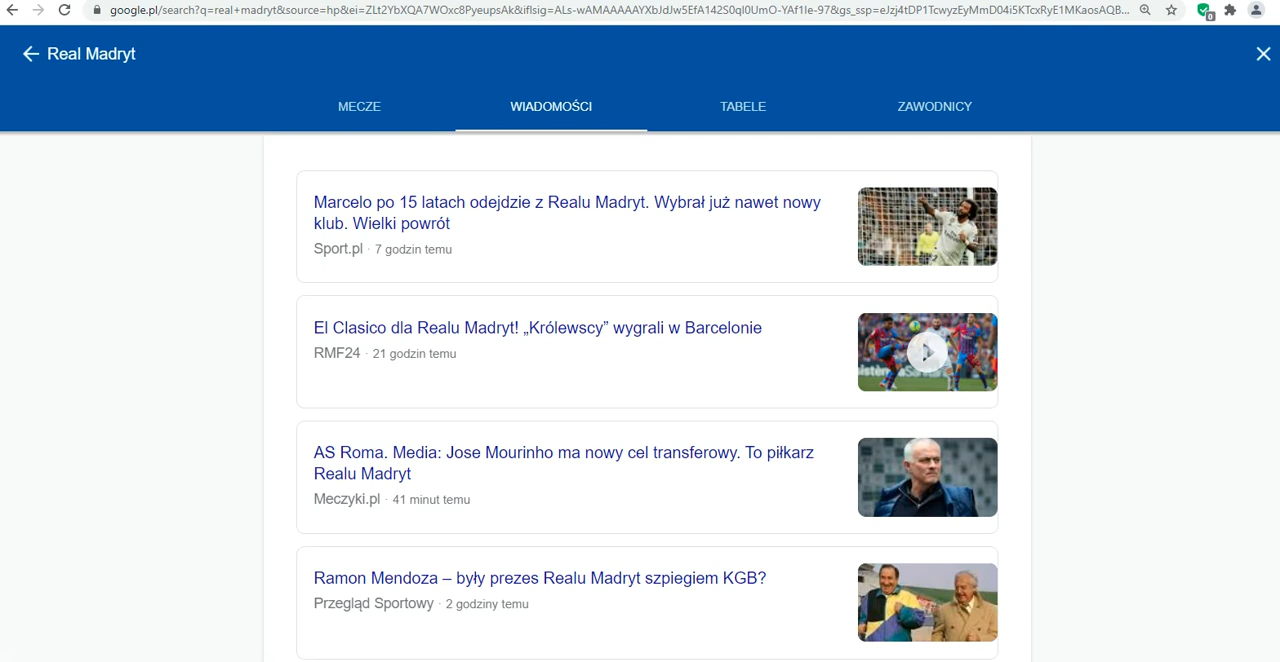 google.pl/search?q=real+madryt&source=hp&ei=ZLt2YbXQA7WOxc8PyeupsAk&iflsig=ALs-wAMAAAAAYXbJdJw5EfA142S0qI0UmO-YAf1Ie-97&gs_ssp=eJzj4tDP1TcwyzEyMmD04i5KTcxRyE1MKaosAQB...
0
Real Madryt
MECZE WIADOMOŚCI TABELE ZAWODNICY
Marcelo po 15 latach odejdzie z Realu Madryt. Wybrał już nawet nowy
klub. Wielki powrót
Sport.pl · 7 godzin temu
El Clasico dla Realu Madryt! „Królewscy” wygrali w Barcelonie
RMF24 · 21 godzin temu
AS Roma. Media: Jose Mourinho ma nowy cel transferowy. To piłkarz
Realu Madryt
Meczyki.pl · 41 minut temu
Ramon Mendoza – były prezes Realu Madryt szpiegiem KGB?
Przegląd Sportowy · 2 godziny temu